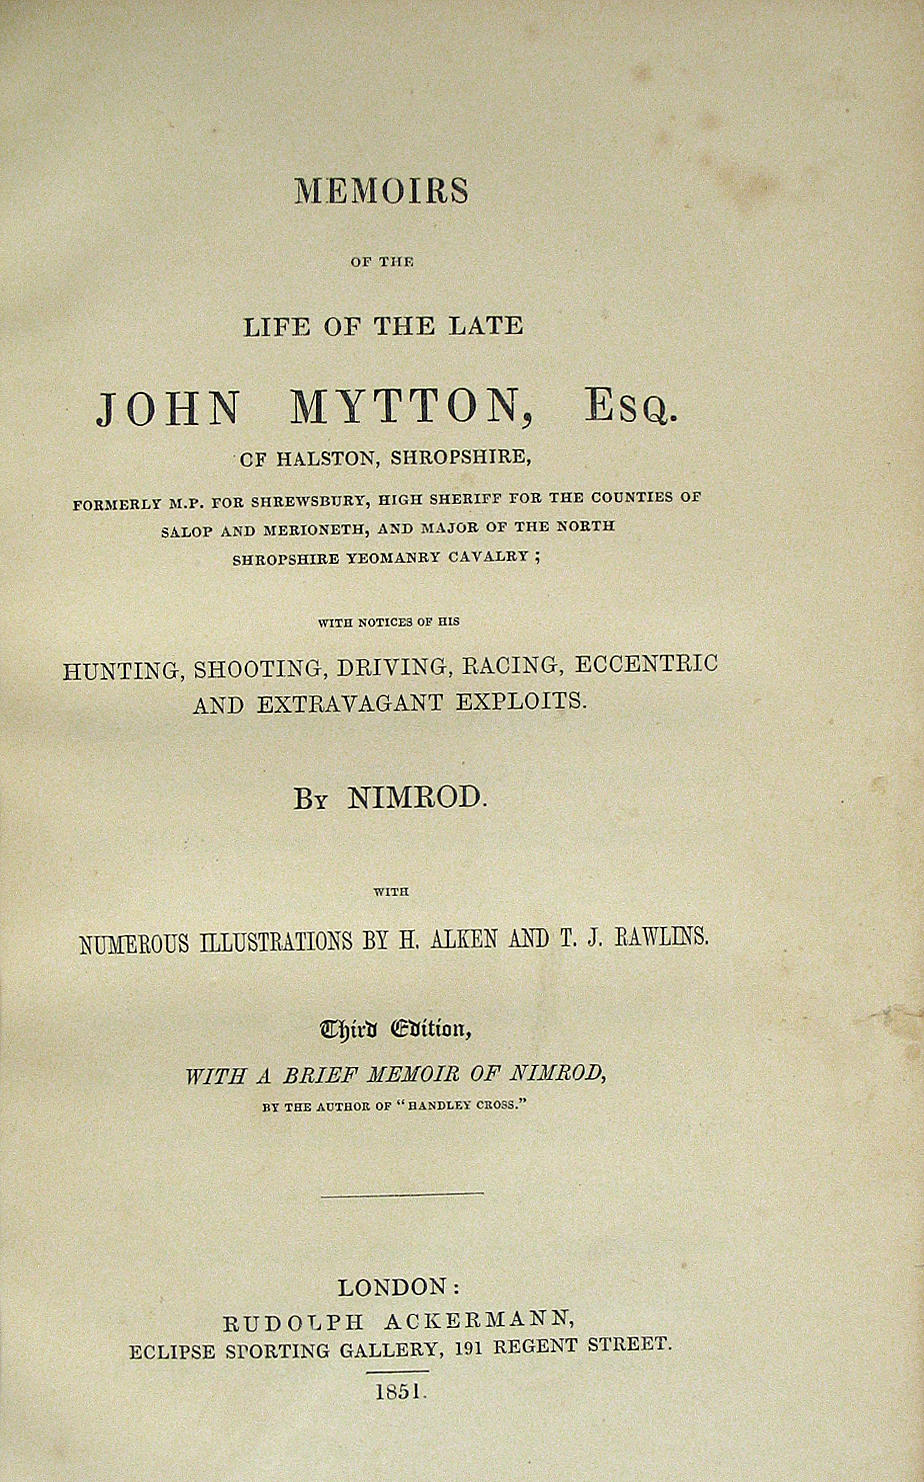 MEMOIRS
OF THE
LIFE OF THE LATE
JOHN MYTTON, ESQ.
OF HALSTON, SHROPSHIRE,
FORMERLY M.P. FOR SHREWSBURY, HIGH SHERIFF FOR THE COUNTIES OF
SALOP AND MERIONETH, AND MAJOR OF THE NORTH
SHROPSHIRE YEOMANRY CAVALRY;
WITH NOTICES OF HIS
HUNTING, SHOOTING, DRIVING, RACING, ECCENTRIC
AND EXTRAVAGANT EXPLOITS.
BY NIMROD.
WITH
NUMEROUS ILLUSTRATIONS BY H. ALKEN AND T. J. RAWLINS.
Third Edition,
WITH A BRIEF MEMOIR OF NIMROD,
BY THE AUTHOR OF "HANDLEY CROSS."
LONDON:
RUDOLPH ACKERMANN,
ECLIPSE SPORTING GALLERY, 191 REGENT STREET.
1851.